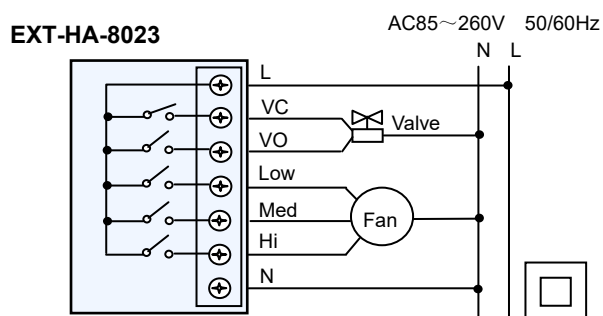 EXT-HA-8023
AC85～260V 50/60Hz
N L
L
VC
Valve
VO
Low
Med
Fan
Hi
N